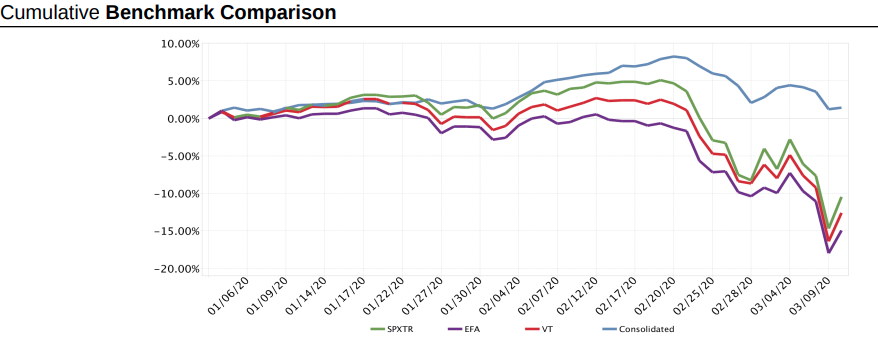 Cumulative Benchmark Comparison
10.00%
5.00%
0.00%
-5.00%
-10.00%
-15.00%
-20.00%
01/06/20 01/09/20 01/14/20 01/17/20 01/22/20 01/27/20 01/30/20 02/04/20 02/07/20 02/12/20 02/17/20 02/20/20 02/25/20 02/28/20 03/04/20 03/09/20
SPXTR EFA VT Consolidated